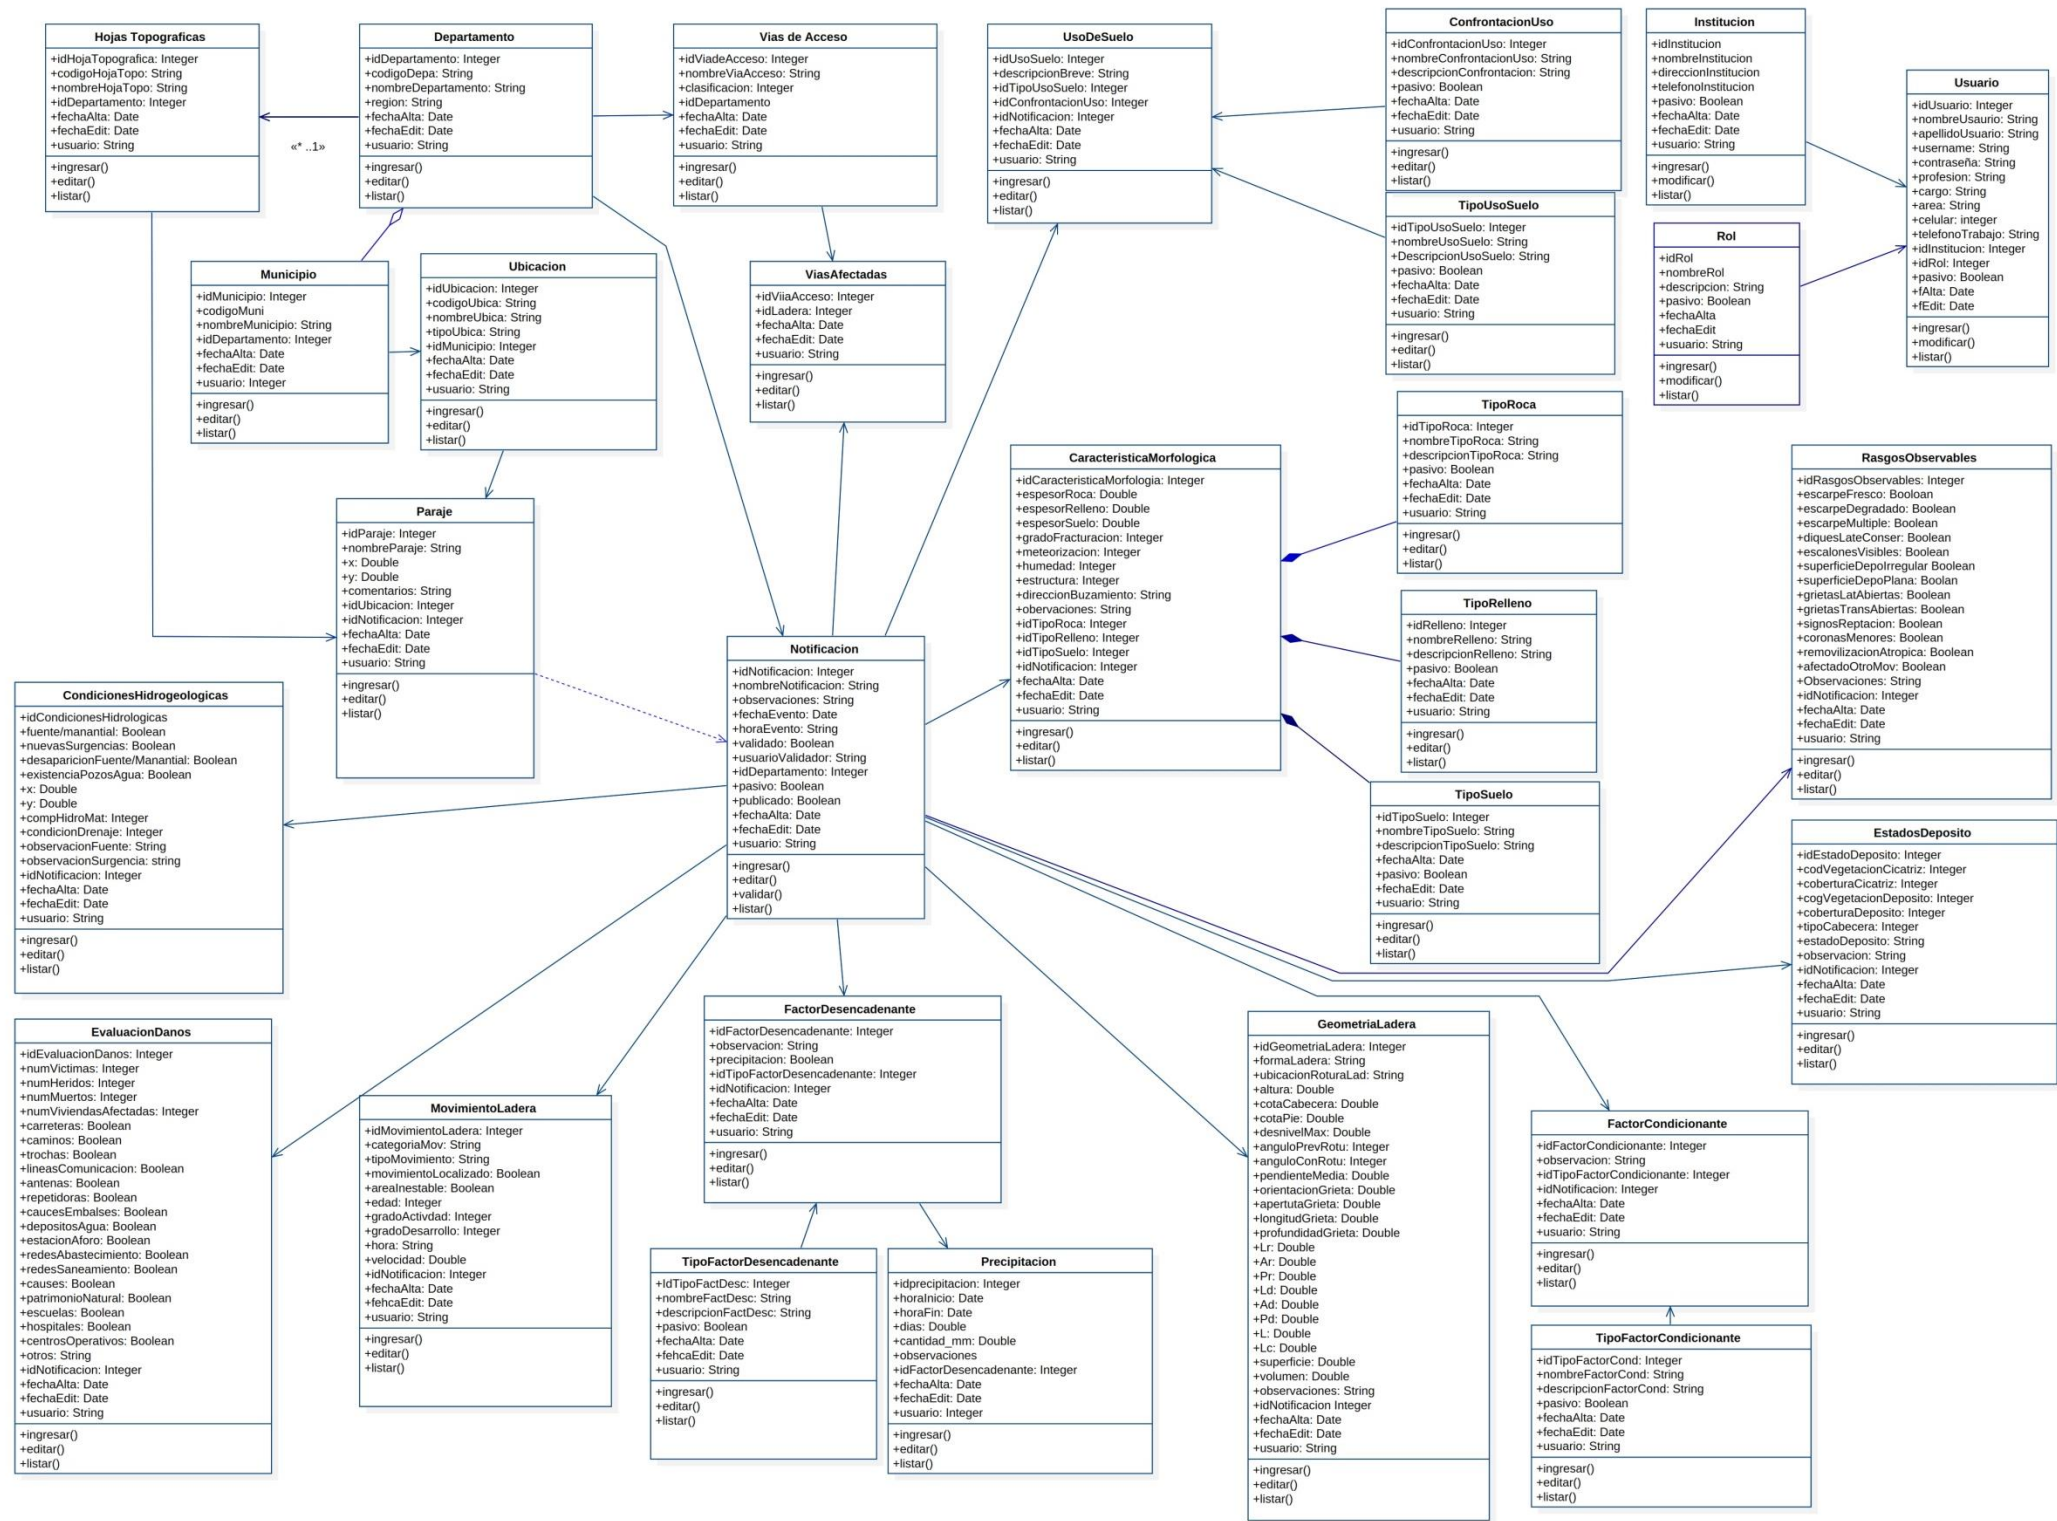 Hojas Topograficas
+idHojaTopografica: Integer
+codigoHojaTopo: String
+nombreHojaTopo: String
+idDepartamento: Integer
+fechaAlta: Date
+fechaEdit: Date
+usuario: String
+ingresar()
+editar()
+listar()
«* ..1»
Departamento
+idDepartamento: Integer
+codigoDepa: String
+nombreDepartamento: String
+region: String
+fechaAlta: Date
+fechaEdit: Date
+usuario: String
+ingresar()
+editar()
+listar()
Vias de Acceso
+idViadeAcceso: Integer
+nombreViaAcceso: String
+clasificacion: Integer
+idDepartamento
+fechaAlta: Date
+fechaEdit: Date
+usuario: String
+ingresar()
+editar()
+listar()
UsoDeSuelo
+idUsoSuelo: Integer
+descripcionBreve: String
+idTipoUsoSuelo: Integer
+idConfrontacionUso: Integer
+idNotificacion: Integer
+fechaAlta: Date
+fechaEdit: Date
+usuario: String
+ingresar()
+editar()
+listar()
ConfrontacionUso
+idConfrontacionUso: Integer
+nombreConfrontacionUso: String
+descripcionConfrontacion: String
+pasivo: Boolean
+fechaAlta: Date
+fechaEdit: Date
+usuario: String
+ingresar()
+editar()
+listar()
Institucion
+idInstitucion
+nombreInstitucion
+direccionInstitucion
+telefonoInstitucion
+pasivo: Boolean
+fechaAlta: Date
+fechaEdit: Date
+usuario: String
+ingresar()
+modificar()
+listar()
Usuario
+idUsuario: Integer
+nombreUsaurio: String
+apellidoUsuario: String
+username: String
+contraseña: String
+profesion: String
+cargo: String
+area: String
+celular: integer
+telefonoTrabajo: String
+idInstitucion: Integer
+idRol: Integer
+pasivo: Boolean
+fAlta: Date
+fEdit: Date
+ingresar()
+modificar()
+listar()
TipoUsoSuelo
+idTipoUsoSuelo: Integer
+nombreUsoSuelo: String
+DescripcionUsoSuelo: String
+pasivo: Boolean
+fechaAlta: Date
+fechaEdit: Date
+usuario: String
+ingresar()
+editar()
+listar()
Rol
+idRol
+nombreRol
+descripcion: String
+pasivo: Boolean
+fechaAlta
+fechaEdit
+usuario: String
+ingresar()
+modificar()
+listar()
Municipio
+idMunicipio: Integer
+codigoMuni
+nombreMunicipio: String
+idDepartamento: Integer
+fechaAlta: Date
+fechaEdit: Date
+usuario: Integer
+ingresar()
+editar()
+listar()
Ubicacion
+idUbicacion: Integer
+codigoUbica: String
+nombreUbica: String
+tipoUbica: String
+idMunicipio: Integer
+fechaAlta: Date
+fechaEdit: Date
+usuario: String
+ingresar()
+editar()
+listar()
ViasAfectadas
+idViiaAcceso: Integer
+idLadera: Integer
+fechaAlta: Date
+fechaEdit: Date
+usuario: String
+ingresar()
+editar()
+listar()
TipoRoca
+idTipoRoca: Integer
+nombreTipoRoca: String
+descripcionTipoRoca: String
+pasivo: Boolean
+fechaAlta: Date
+fechaEdit: Date
+usuario: String
+ingresar()
+editar()
+listar()
CaracteristicaMorfologica
+idCaracteristicaMorfologia: Integer
+espesorRoca: Double
+espesorRelleno: Double
+espesorSuelo: Double
+gradoFracturacion: Integer
+meteorizacion: Integer
+humedad: Integer
+estructura: Integer
+direccionBuzamiento: String
+obervaciones: String
+idTipoRoca: Integer
+idTipoRelleno: Integer
+idTipoSuelo: Integer
+idNotificacion: Integer
+fechaAlta: Date
+fechaEdit: Date
+usuario: String
+ingresar()
+editar()
+listar()
RasgosObservables
+idRasgosObservables: Integer
+escarpeFresco: Booloan
+escarpeDegradado: Boolean
+escarpeMultiple: Boolean
+diquesLateConser: Boolean
+escalonesVisibles: Boolean
+superficieDepoIrregular Boolean
+superficieDepoPlana: Boolan
+grietasLatAbiertas: Boolean
+grietasTransAbiertas: Boolean
+signosReptacion: Boolean
+coronasMenores: Boolean
+removilizacionAtropica: Boolean
+afectadoOtroMov: Boolean
+Observaciones: String
+idNotificacion: Integer
+fechaAlta: Date
+fechaEdit: Date
+usuario: String
+ingresar()
+editar()
+listar()
Paraje
+idParaje: Integer
+nombreParaje: String
+x: Double
+y: Double
+comentarios: String
+idUbicacion: Integer
+idNotificacion: Integer
+fechaAlta: Date
+fechaEdit: Date
+usuario: String
+ingresar()
+editar()
+listar()
TipoRelleno
+idRelleno: Integer
+nombreRelleno: String
+descripcionRelleno: String
+pasivo: Boolean
+fechaAlta: Date
+fechaEdit: Date
+usuario: String
+ingresar()
+editar()
+listar()
Notificacion
+idNotificacion: Integer
+nombreNotificacion: String
+observaciones: String
+fechaEvento: Date
+horaEvento: String
+validado: Boolean
+usuarioValidador: String
+idDepartamento: Integer
+pasivo: Boolean
+publicado: Boolean
+fechaAlta: Date
+fechaEdit: Date
+usuario: String
+ingresar()
+editar()
+validar()
+listar()
CondicionesHidrogeologicas
+idCondicionesHidrologicas
+fuente/manantial: Boolean
+nuevasSurgencias: Boolean
+desaparicionFuente/Manantial: Boolean
+existenciaPozosAgua: Boolean
+x: Double
+y: Double
+compHidroMat: Integer
+condicionDrenaje: Integer
+observacionFuente: String
+observacionSurgencia: string
+idNotificacion: Integer
+fechaAlta: Date
+fechaEdit: Date
+usuario: String
+ingresar()
+editar()
+listar()
TipoSuelo
+idTipoSuelo: Integer
+nombreTipoSuelo: String
+descripcionTipoSuelo: String
+fechaAlta: Date
+pasivo: Boolean
+fechaEdit: Date
+usuario: String
+ingresar()
+editar()
+listar()
EstadosDeposito
+idEstadoDeposito: Integer
+codVegetacionCicatriz: Integer
+coberturaCicatriz: Integer
+cogVegetacionDeposito: Integer
+coberturaDeposito: Integer
+tipoCabecera: Integer
+estadoDeposito: String
+observacion: String
+idNotificacion: Integer
+fechaAlta: Date
+fechaEdit: Date
+usuario: String
+ingresar()
+editar()
+listar()
EvaluacionDanos
+idEvaluacionDanos: Integer
+numVictimas: Integer
+numHeridos: Integer
+numMuertos: Integer
+numViviendasAfectadas: Integer
+carreteras: Boolean
+caminos: Boolean
+trochas: Boolean
+lineasComunicacion: Boolean
+antenas: Boolean
+repetidoras: Boolean
+caucesEmbalses: Boolean
+depositosAgua: Boolean
+estacionAforo: Boolean
+redesAbastecimiento: Boolean
+redesSaneamiento: Boolean
+causes: Boolean
+patrimonioNatural: Boolean
+escuelas: Boolean
+hospitales: Boolean
+centrosOperativos: Boolean
+otros: String
+idNotificacion: Integer
+fechaAlta: Date
+fechaEdit: Date
+usuario: String
+ingresar()
+editar()
+listar()
MovimientoLadera
+idMovimientoLadera: Integer
+categoriaMov: String
+tipoMovimiento: String
+movimientoLocalizado: Boolean
+areaInestable: Boolean
+edad: Integer
+gradoActivdad: Integer
+gradoDesarrollo: Integer
+hora: String
+velocidad: Double
+idNotificacion: Integer
+fechaAlta: Date
+fehcaEdit: Date
+usuario: String
+ingresar()
+editar()
+listar()
FactorDesencadenante
+idFactorDesencadenante: Integer
+observacion: String
+precipitacion: Boolean
+idTipoFactorDesencadenante: Integer
+idNotificacion: Integer
+fechaAlta: Date
+fechaEdit: Date
+usuario: String
+ingresar()
+editar()
+listar()
TipoFactorDesencadenante
+IdTipoFactDesc: Integer
+nombreFactDesc: String
+descripcionFactDesc: String
+pasivo: Boolean
+fechaAlta: Date
+fehcaEdit: Date
+usuario: String
+ingresar()
+editar()
+listar()
Precipitacion
+idprecipitacion: Integer
+horaInicio: Date
+horaFin: Date
+dias: Double
+cantidad_mm: Double
+observaciones
+idFactorDesencadenante: Integer
+fechaAlta: Date
+fechaEdit: Date
+usuario: Integer
+ingresar()
+editar()
+listar()
GeometriaLadera
+idGeometriaLadera: Integer
+formaLadera: String
+ubicacionRoturaLad: String
+altura: Double
+cotaCabecera: Double
+cotaPie: Double
+desnivelMax: Double
+anguloPrevRotu: Integer
+anguloConRotu: Integer
+pendienteMedia: Double
+orientacionGrieta: Double
+apertutaGrieta: Double
+longitudGrieta: Double
+profundidadGrieta: Double
+Lr: Double
+Ar: Double
+Pr: Double
+Ld: Double
+Ad: Double
+Pd: Double
+L: Double
+Lc: Double
+superficie: Double
+volumen: Double
+observaciones: String
+idNotificacion Integer
+fechaAlta: Date
+fechaEdit: Date
+usuario: String
+ingresar()
+editar()
+listar()
FactorCondicionante
+idFactorCondicionante: Integer
+observacion: String
+idTipoFactorCondicionante: Integer
+idNotificacion: Integer
+fechaAlta: Date
+fechaEdit: Date
+usuario: String
+ingresar()
+editar()
+listar()
TipoFactorCondicionante
+idTipoFactorCond: Integer
+nombreFactorCond: String
+descripcionFactorCond: String
+pasivo: Boolean
+fechaAlta: Date
+fechaEdit: Date
+usuario: String
+ingresar()
+editar()
+listar()